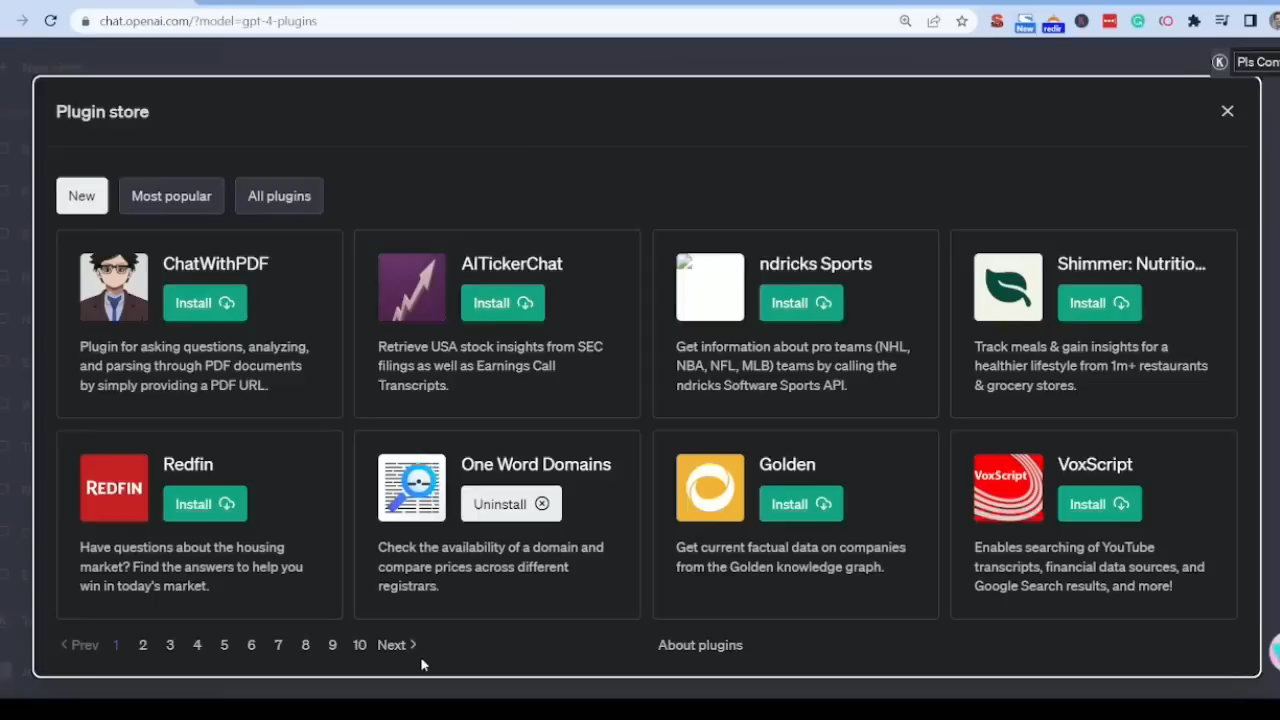 chat.openai.com/?model=gpt-4-plugins
New
redir
K
Pls Con
Plugin store
New
Most popular
All plugins
ChatWithPDF
Install
Plugin for asking questions, analyzing,
and parsing through PDF documents
by simply providing a PDF URL.
AITickerChat
Install
Retrieve USA stock insights from SEC
filings as well as Earnings Call
Transcripts.
ndricks Sports
Install
Get information about pro teams (NHL,
NBA, NFL, MLB) teams by calling the
ndricks Software Sports API.
Shimmer: Nutritio...
Install
Track meals & gain insights for a
healthier lifestyle from 1m+ restaurants
& grocery stores.
REDFIN
Redfin
Install
Have questions about the housing
market? Find the answers to help you
win in today's market.
One Word Domains
Uninstall
Check the availability of a domain and
compare prices across different
registrars.
Golden
Install
Get current factual data on companies
from the Golden knowledge graph.
VoxScript
VoxScript
Install
Enables searching of YouTube
transcripts, financial data sources, and
Google Search results, and more!
Prev 1 2 3 4 5 6 7 8 9 10 Next
About plugins